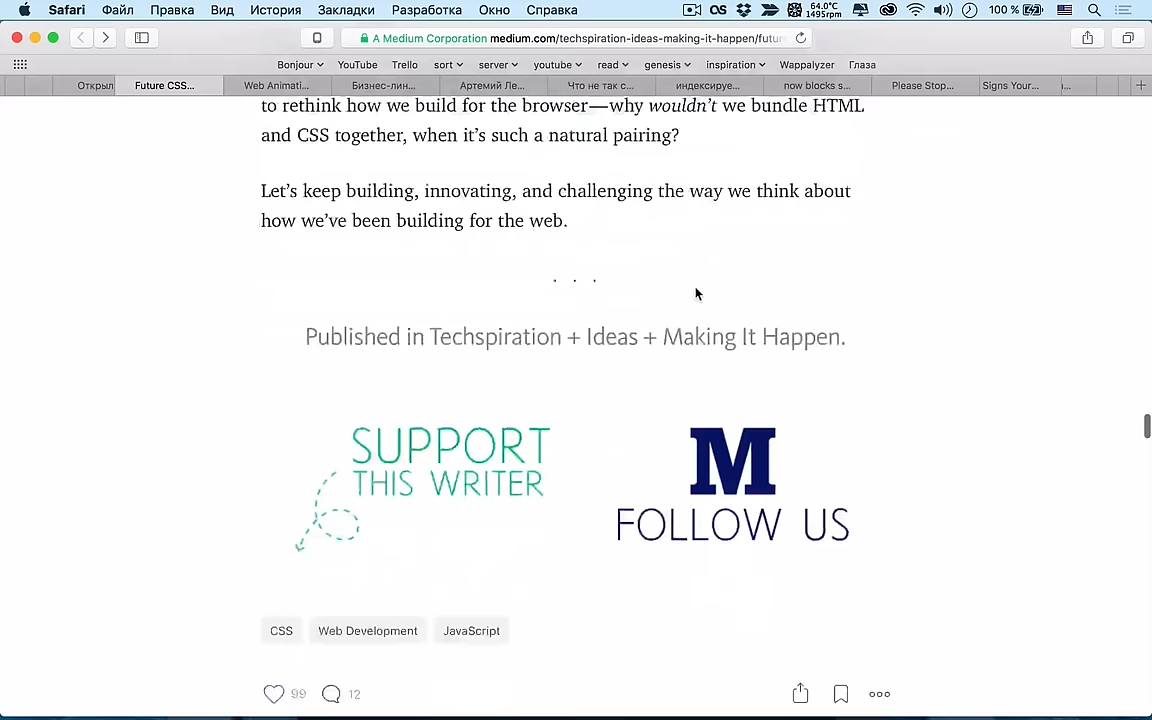 Safari Файл Правка Вид История Закладки Разработка Окно Справка 64.0°C 1495rpm 100 %
A Medium Corporation medium.com/techspiration-ideas-making-it-happen/futur
Bonjour YouTube Trello sort server youtube read genesis inspiration Wappalyzer Глаза
Открыл Future CSS... Web Animati... Бизнес-лин... Артемий Ле... Что не так с... индексируе... now blocks s... Please Stop... Signs Your...
to rethink how we build for the browser—why wouldn’t we bundle HTML
and CSS together, when it’s such a natural pairing?
Let’s keep building, innovating, and challenging the way we think about
how we’ve been building for the web.
. . .
Published in Techspiration + Ideas + Making It Happen.
SUPPORT
THIS WRITER
M
FOLLOW US
CSS Web Development JavaScript
99 12